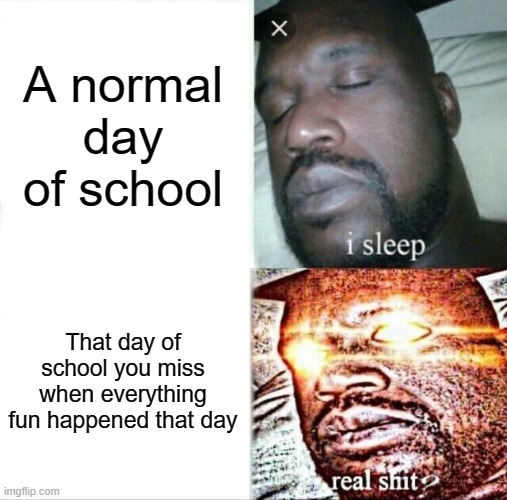 A normal
day
of school
i sleep
That day of
school you miss
when everything
fun happened that day
real shit?
imgflip.com